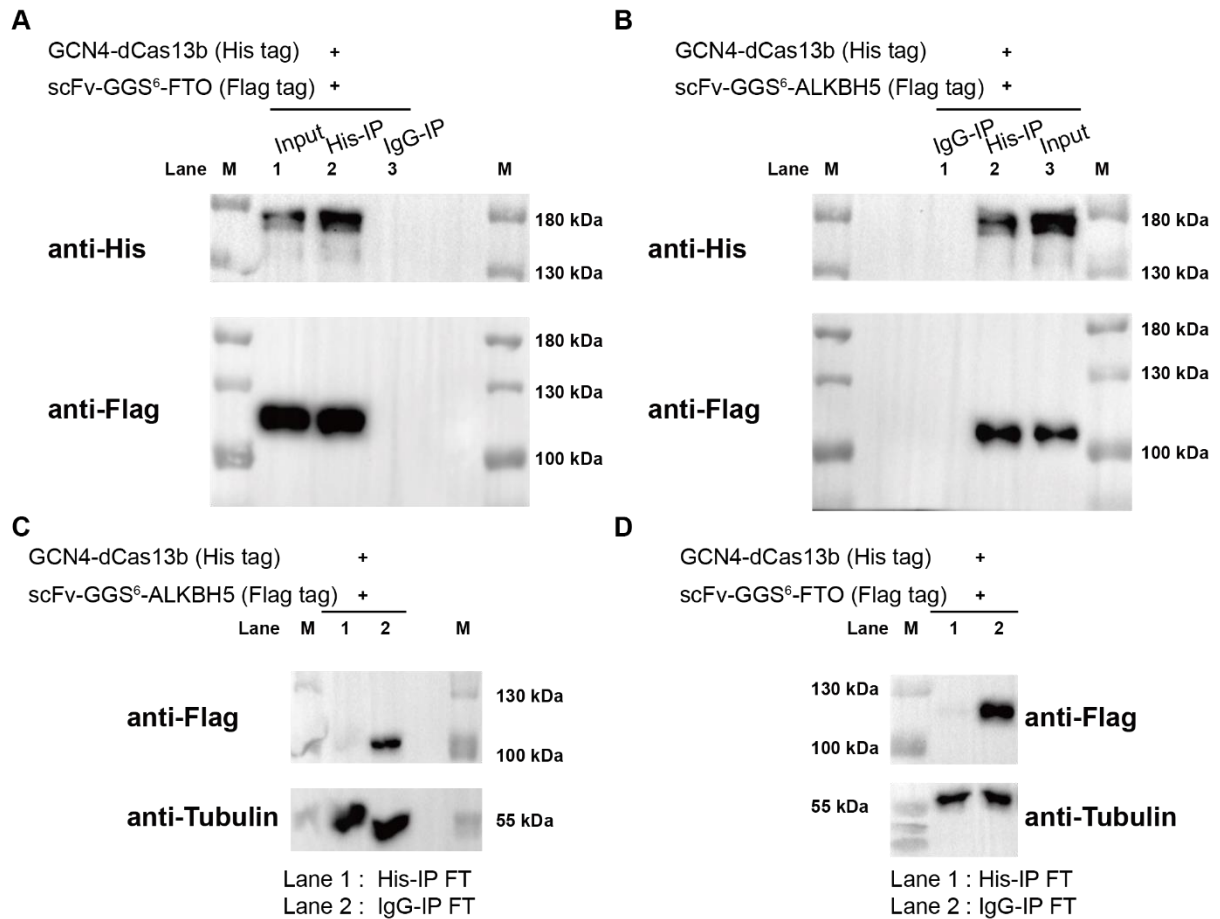 A
GCN4-dCas13b (His tag) +
scFv-GGS⁶-FTO (Flag tag) +
Input His-IP IgG-IP
Lane M 1 2 3 M
anti-His
180 kDa
130 kDa
anti-Flag
180 kDa
130 kDa
100 kDa
B
GCN4-dCas13b (His tag) +
scFv-GGS⁶-ALKBH5 (Flag tag) +
IgG-IP His-IP Input
Lane M 1 2 3 M
anti-His
180 kDa
130 kDa
anti-Flag
180 kDa
130 kDa
100 kDa
C
GCN4-dCas13b (His tag) +
scFv-GGS⁶-ALKBH5 (Flag tag) +
Lane M 1 2 M
anti-Flag
130 kDa
100 kDa
anti-Tubulin
55 kDa
Lane 1 : His-IP FT
Lane 2 : IgG-IP FT
D
GCN4-dCas13b (His tag) +
scFv-GGS⁶-FTO (Flag tag) +
Lane M 1 2
130 kDa
anti-Flag
100 kDa
55 kDa
anti-Tubulin
Lane 1 : His-IP FT
Lane 2 : IgG-IP FT